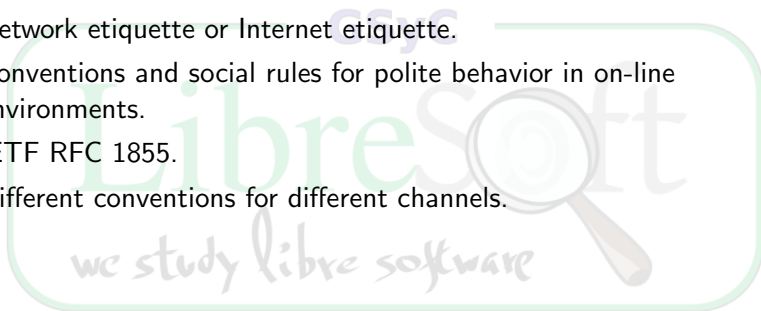 GSyC
etwork etiquette or Internet etiquette.
onventions and social rules for polite behavior in on-line
nvironments.
ETF RFC 1855.
ifferent conventions for different channels.
LibreSoft
we study libre software